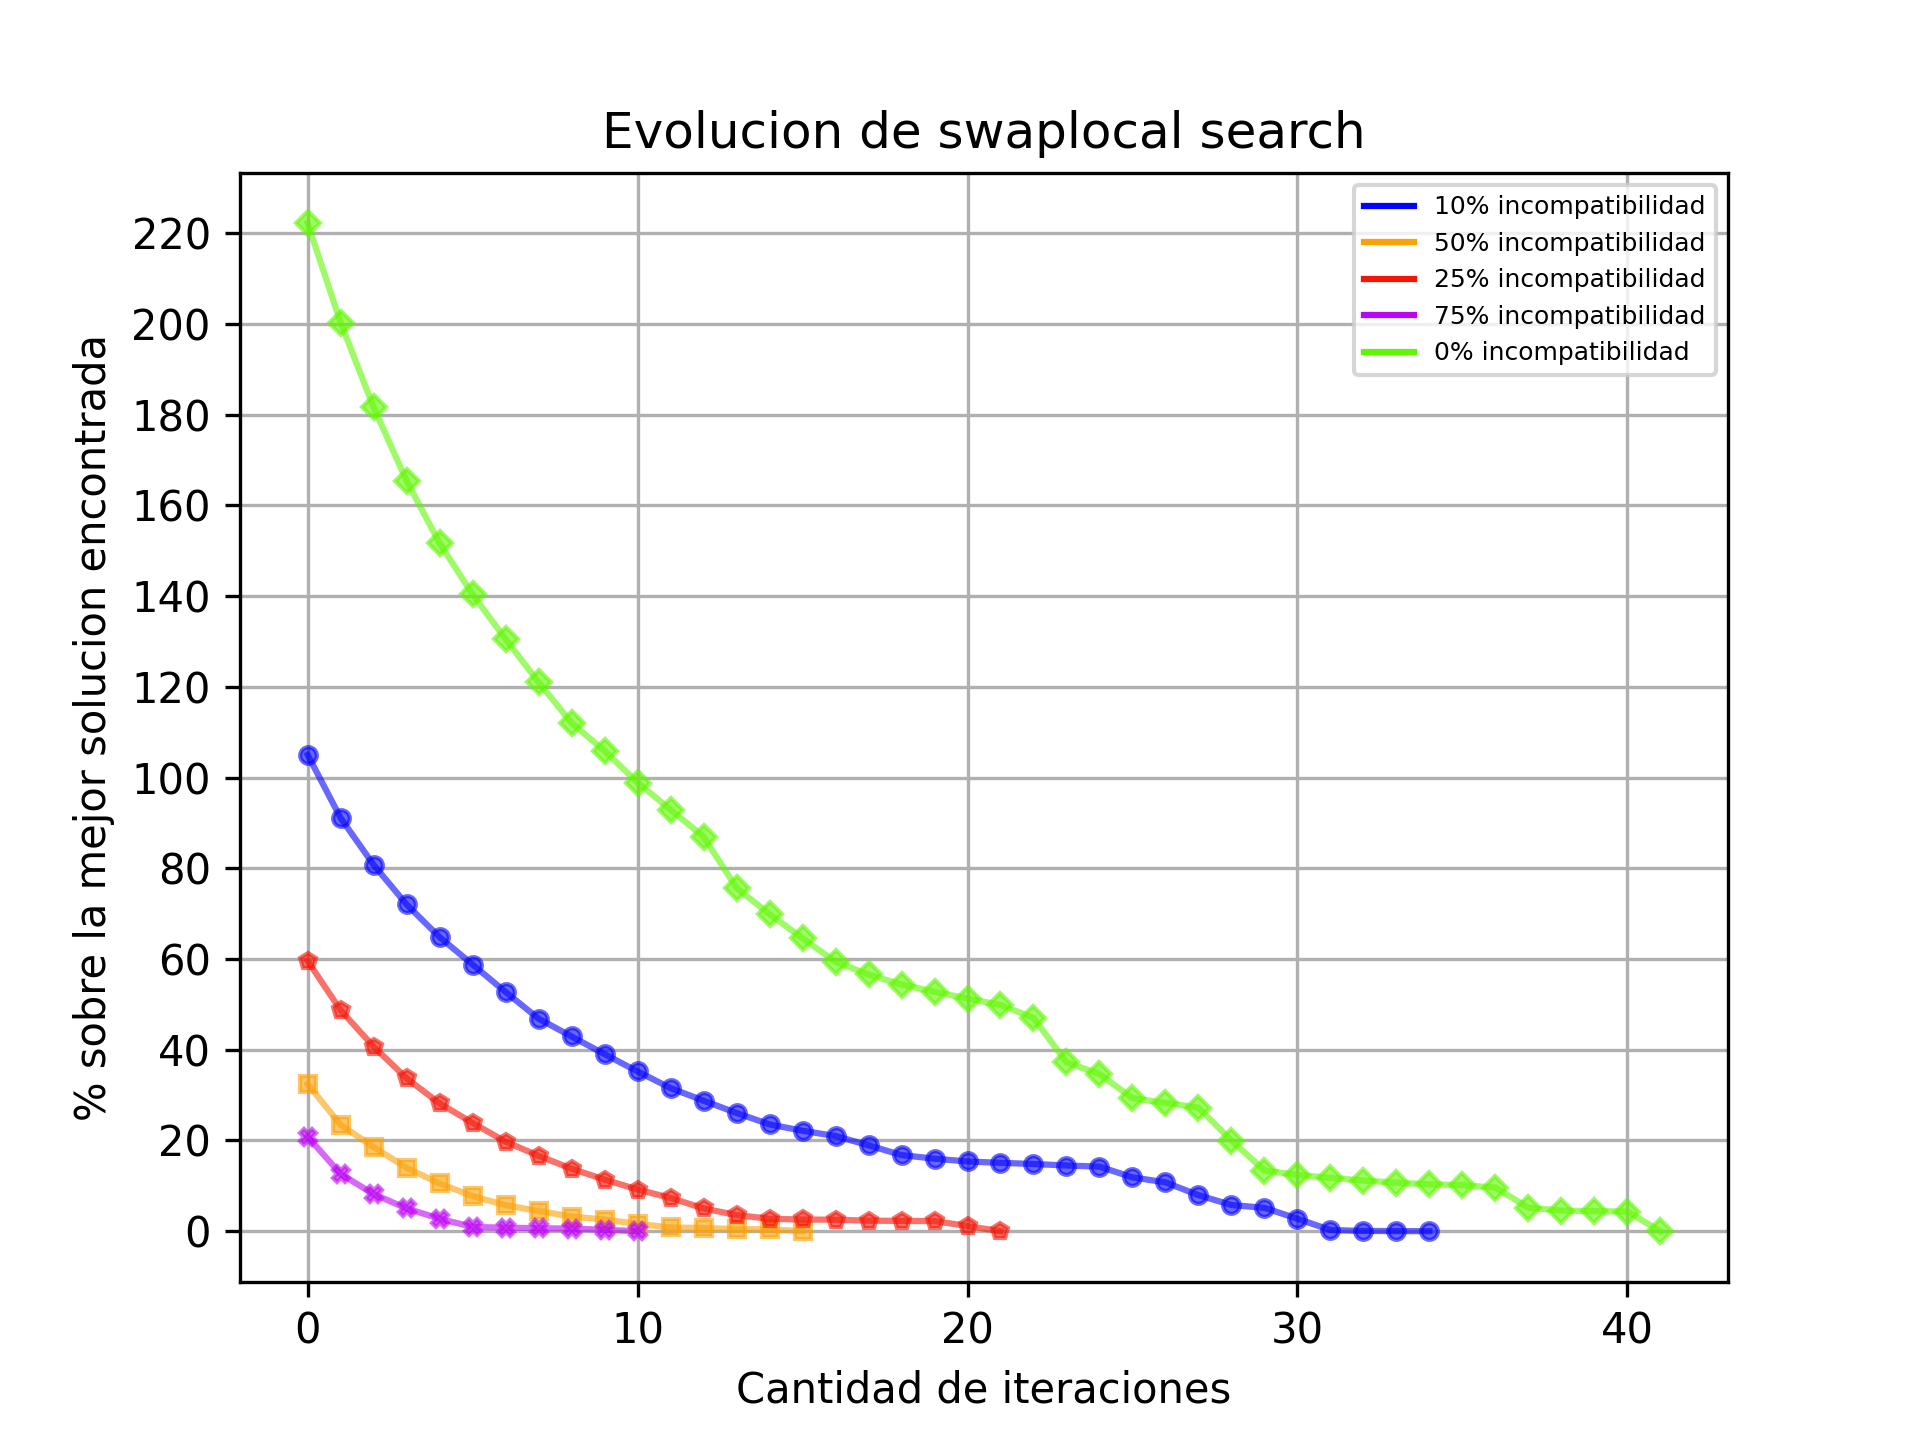 Evolucion de swaplocal search
10% incompatibilidad
50% incompatibilidad
25% incompatibilidad
75% incompatibilidad
0% incompatibilidad
% sobre la mejor solucion encontrada
220
200
180
160
140
120
100
80
60
40
20
0
0 10 20 30 40
Cantidad de iteraciones